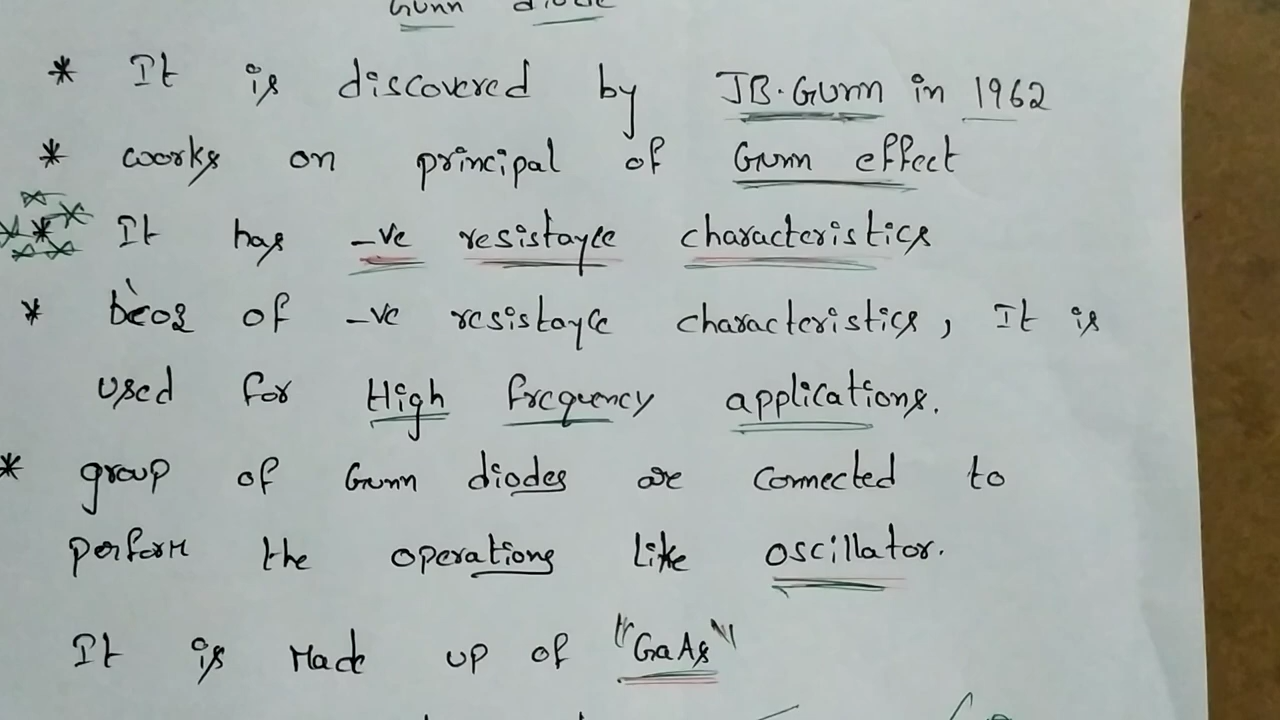 Gunn diode
* It is discovered by JB.Gunn in 1962
* works on principal of Gunn effect
* It has -ve resistance characteristics
* bcoz of -ve resistance characteristics, It is
used for High frequency applications.
* group of Gunn diodes are connected to
perform the operations like oscillator.
It is Made up of "GaAs"